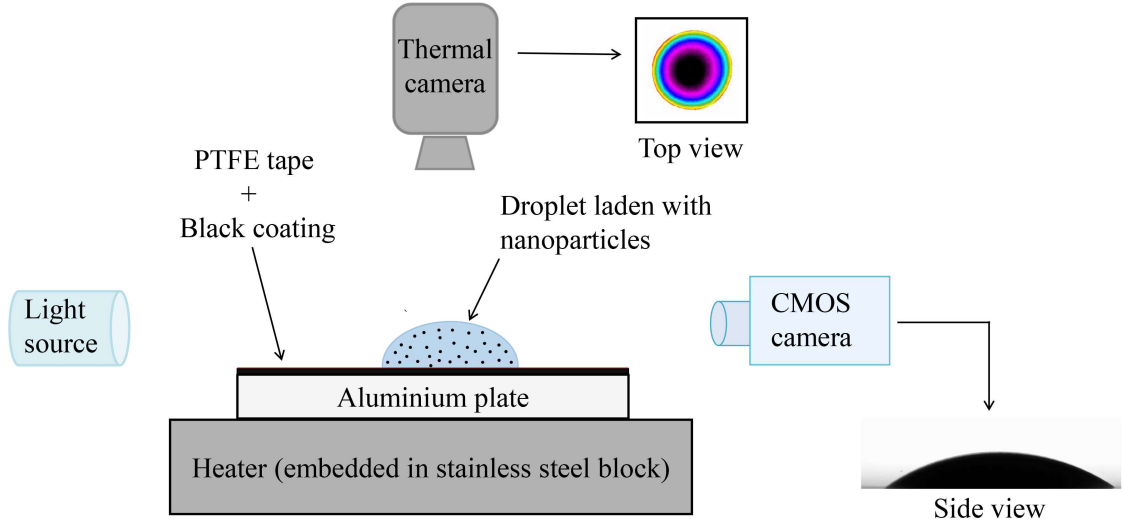 Thermal
camera
Top view
PTFE tape
+
Black coating
Droplet laden with
nanoparticles
Light
source
CMOS
camera
Aluminium plate
Heater (embedded in stainless steel block)
Side view